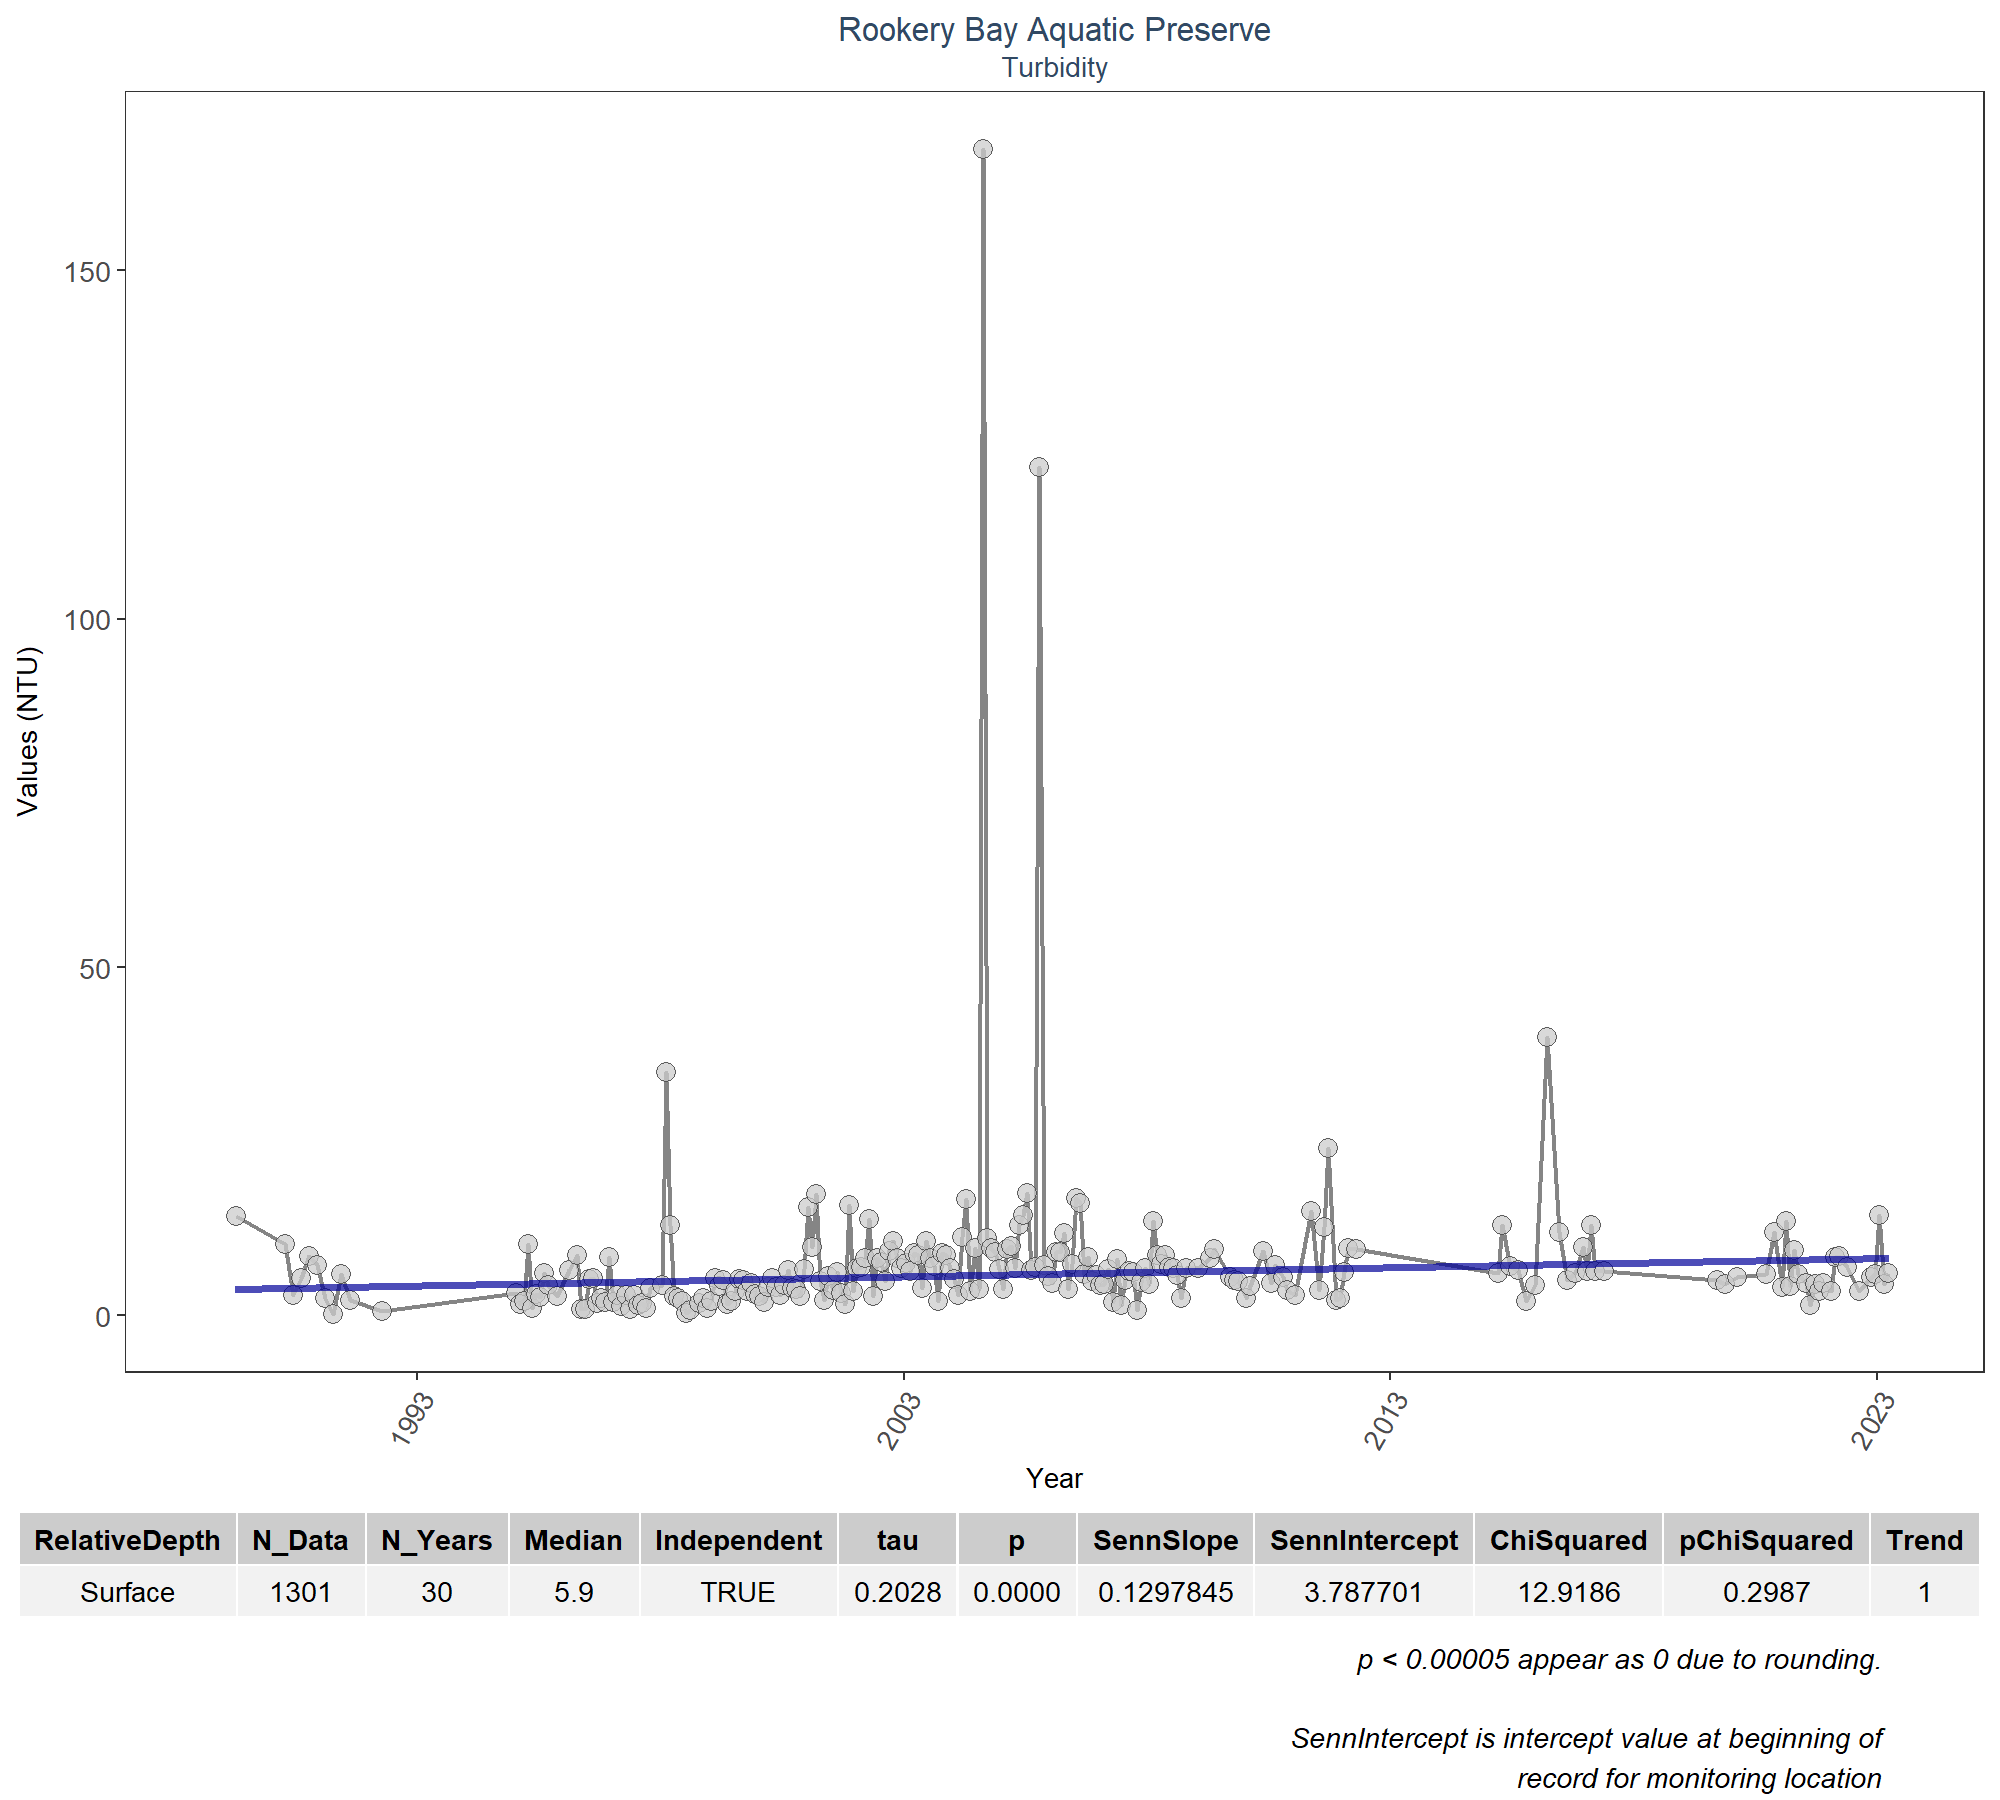 Rookery Bay Aquatic Preserve
Turbidity
150
100
50
0
Values (NTU)
1993
2003
2013
2023
Year
RelativeDepth N_Data N_Years Median Independent tau p SennSlope SennIntercept ChiSquared pChiSquared Trend
Surface 1301 30 5.9 TRUE 0.2028 0.0000 0.1297845 3.787701 12.9186 0.2987 1
p < 0.00005 appear as 0 due to rounding.
SennIntercept is intercept value at beginning of
record for monitoring location